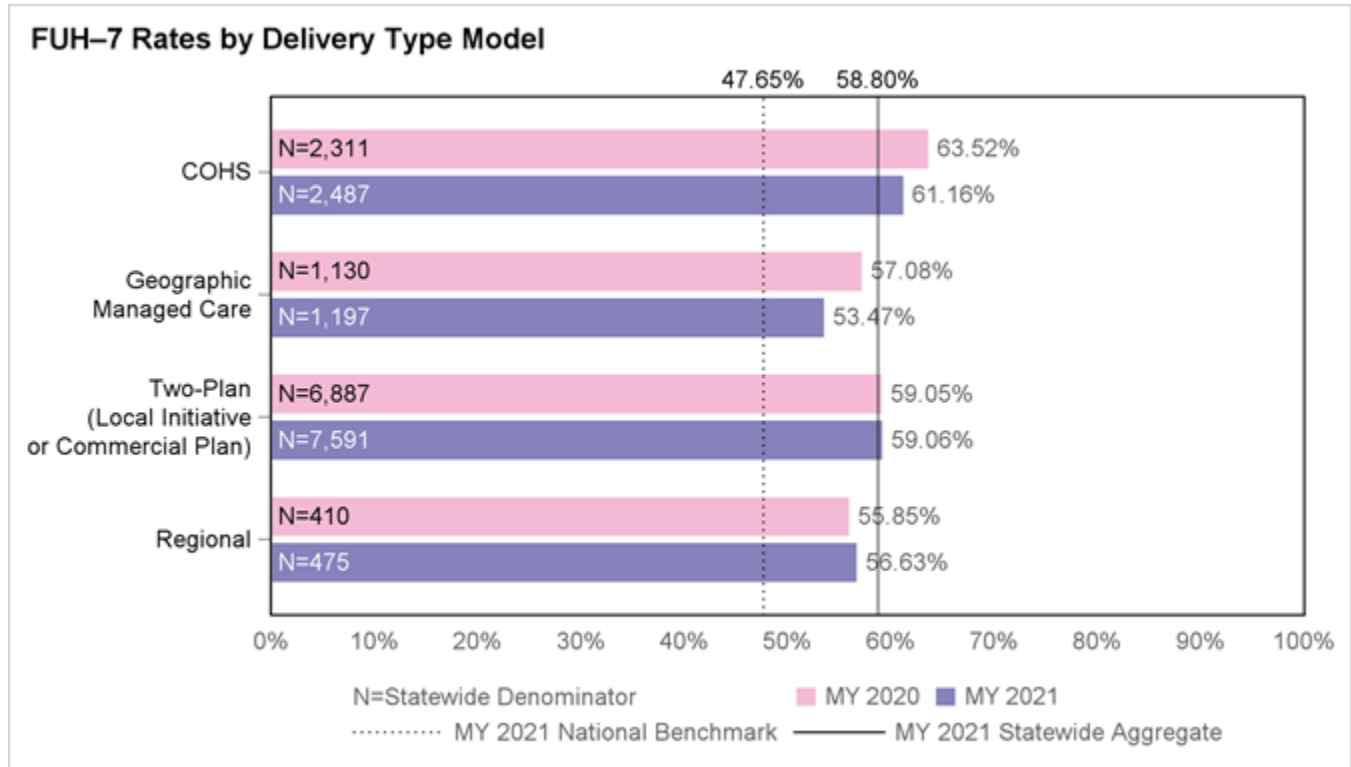 FUH–7 Rates by Delivery Type Model
47.65% 58.80%
COHS
N=2,311
63.52%
N=2,487
61.16%
Geographic
Managed Care
N=1,130
57.08%
N=1,197
53.47%
Two-Plan
(Local Initiative
or Commercial Plan)
N=6,887
59.05%
N=7,591
59.06%
Regional
N=410
55.85%
N=475
56.63%
0% 10% 20% 30% 40% 50% 60% 70% 80% 90% 100%
N=Statewide Denominator MY 2020 MY 2021
MY 2021 National Benchmark MY 2021 Statewide Aggregate